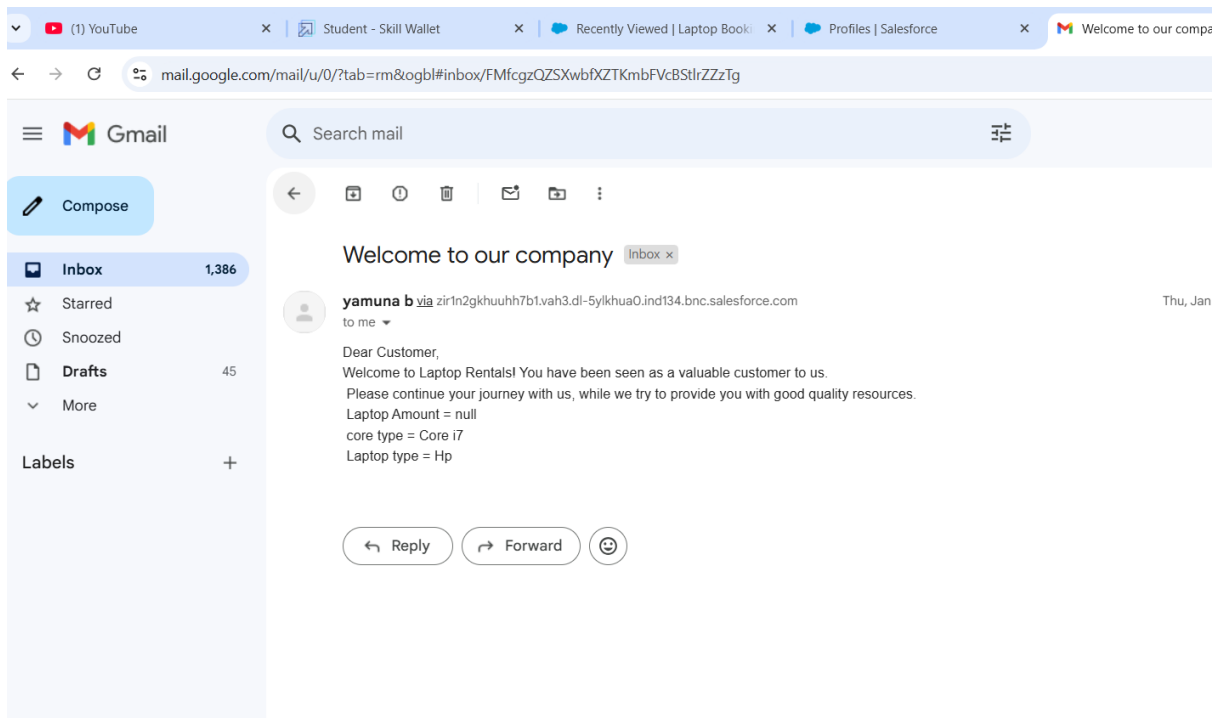 (1) YouTube
Student - Skill Wallet
Recently Viewed | Laptop Booki
Profiles | Salesforce
Welcome to our compa
mail.google.com/mail/u/0/?tab=rm&ogbl#inbox/FMfcgzQZSXwbfXZTKmbFVcBStlrZZzTg
Gmail
Search mail
Compose
Inbox 1,386
Starred
Snoozed
Drafts 45
More
Labels
Welcome to our company Inbox ×
yamuna b via zir1n2gkhuuhh7b1.vah3.dl-5ylkhua0.ind134.bnc.salesforce.com
Thu, Jan
to me
Dear Customer,
Welcome to Laptop Rentals! You have been seen as a valuable customer to us.
Please continue your journey with us, while we try to provide you with good quality resources.
Laptop Amount = null
core type = Core i7
Laptop type = Hp
Reply
Forward